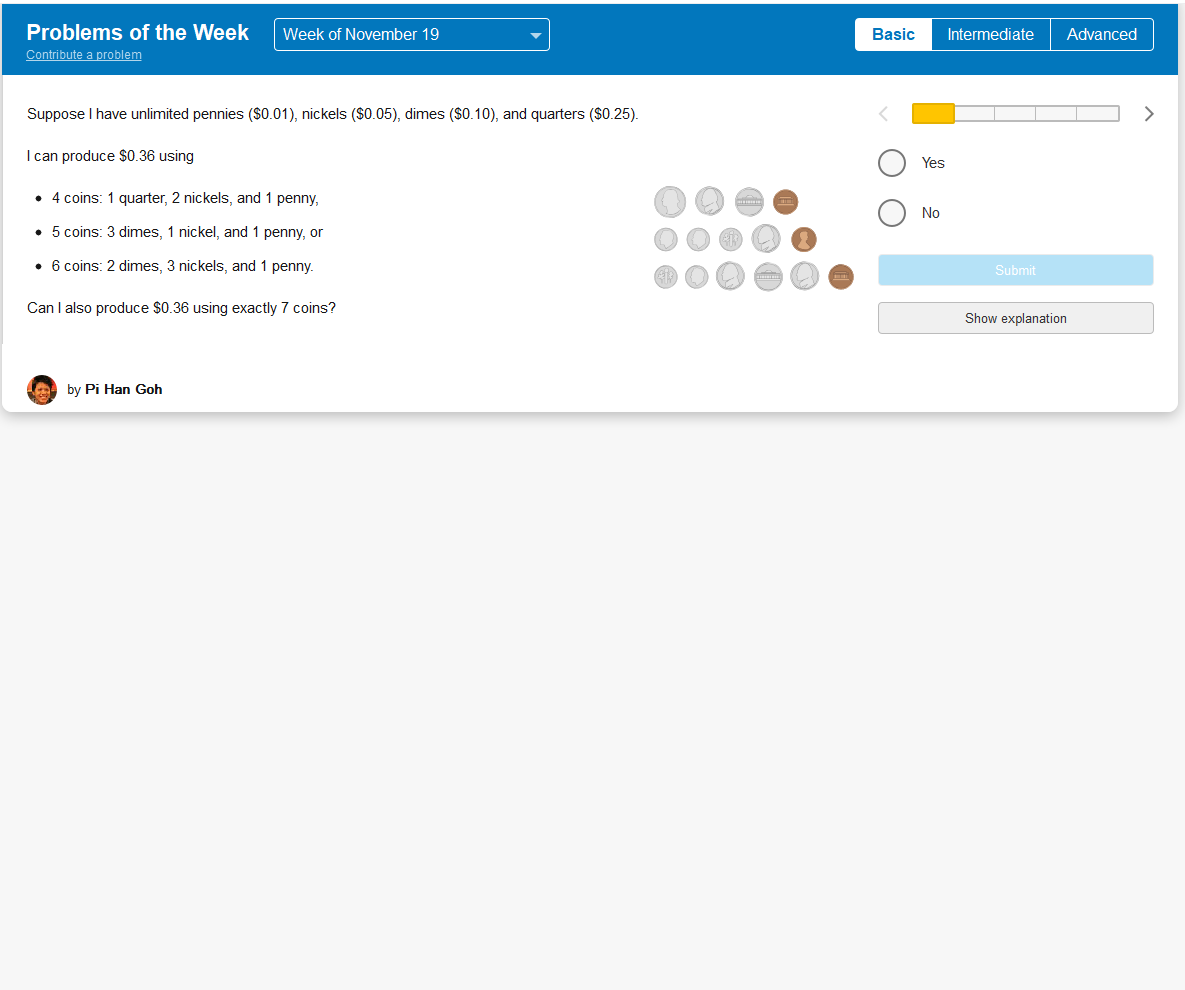 Problems of the Week
Contribute a problem
Week of November 19
Basic
Intermediate
Advanced
Suppose I have unlimited pennies ($0.01), nickels ($0.05), dimes ($0.10), and quarters ($0.25).
I can produce $0.36 using
• 4 coins: 1 quarter, 2 nickels, and 1 penny,
• 5 coins: 3 dimes, 1 nickel, and 1 penny, or
• 6 coins: 2 dimes, 3 nickels, and 1 penny.
Can I also produce $0.36 using exactly 7 coins?
by Pi Han Goh
Yes
No
Submit
Show explanation